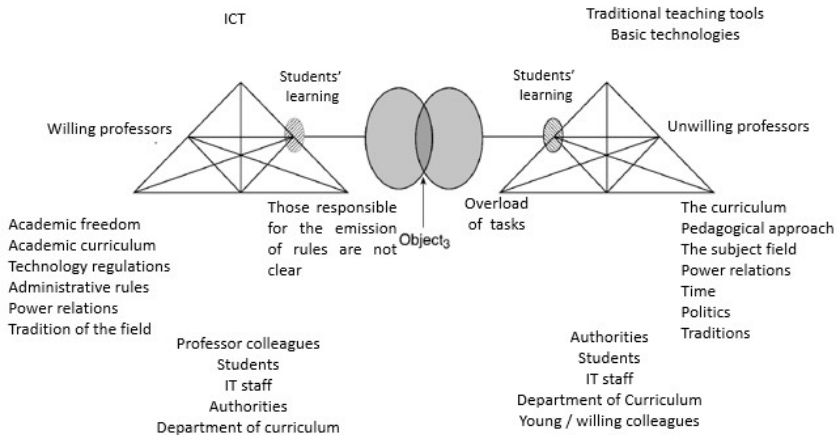 ICT
Traditional teaching tools
Basic technologies
Students'
learning
Students'
learning
Willing professors
Unwilling professors
Those responsible
for the emission
of rules are not
clear
Object3
Overload
of tasks
Academic freedom
Academic curriculum
Technology regulations
Administrative rules
Power relations
Tradition of the field
The curriculum
Pedagogical approach
The subject field
Power relations
Time
Politics
Traditions
Professor colleagues
Students
IT staff
Authorities
Department of curriculum
Authorities
Students
IT staff
Department of Curriculum
Young / willing colleagues